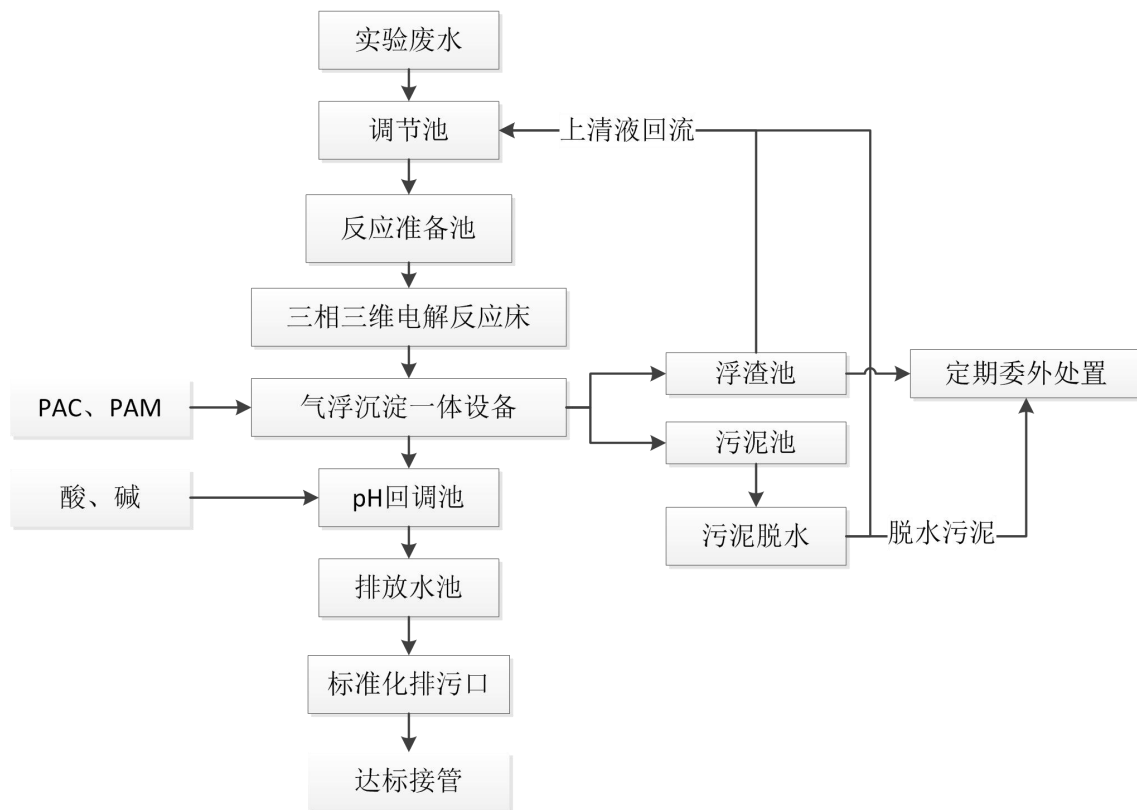 实验废水
调节池
上清液回流
反应准备池
三相三维电解反应床
浮渣池
定期委外处置
PAC、PAM
气浮沉淀一体设备
污泥池
酸、碱
pH回调池
污泥脱水
脱水污泥
排放水池
标准化排污口
达标接管